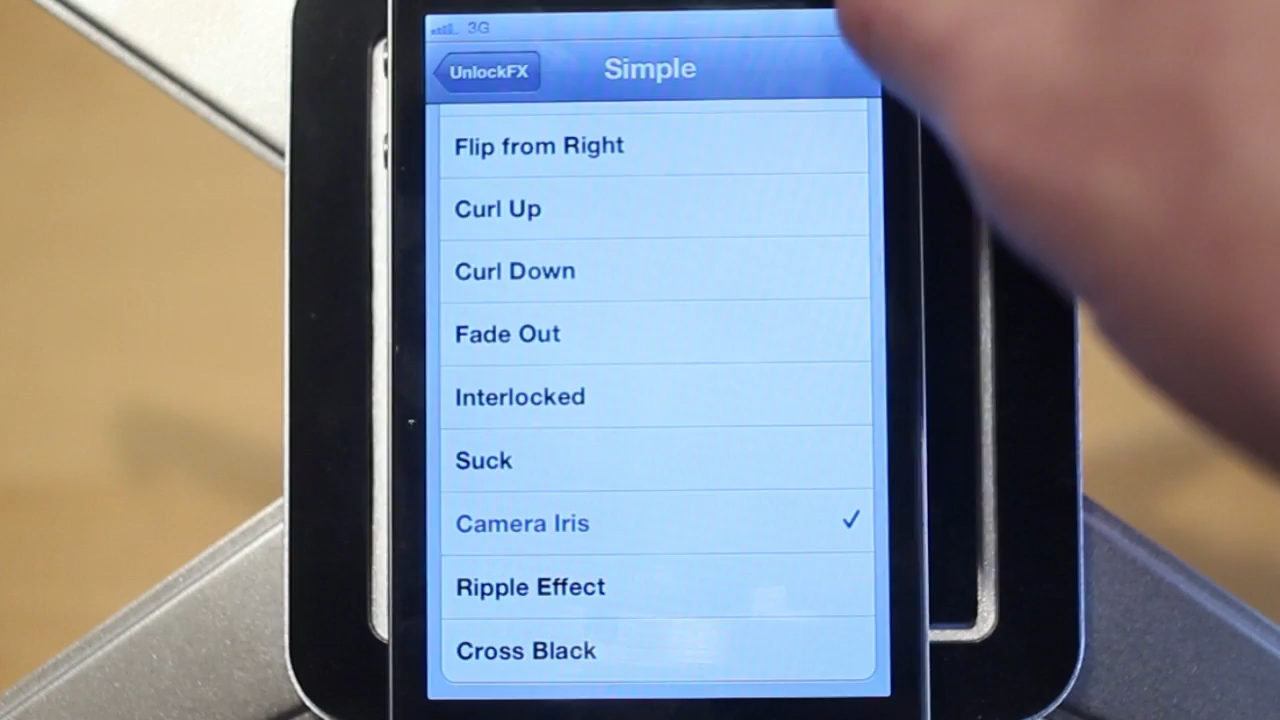 3G
UnlockFX
Simple
Flip from Right
Curl Up
Curl Down
Fade Out
Interlocked
Suck
Camera Iris
Ripple Effect
Cross Black